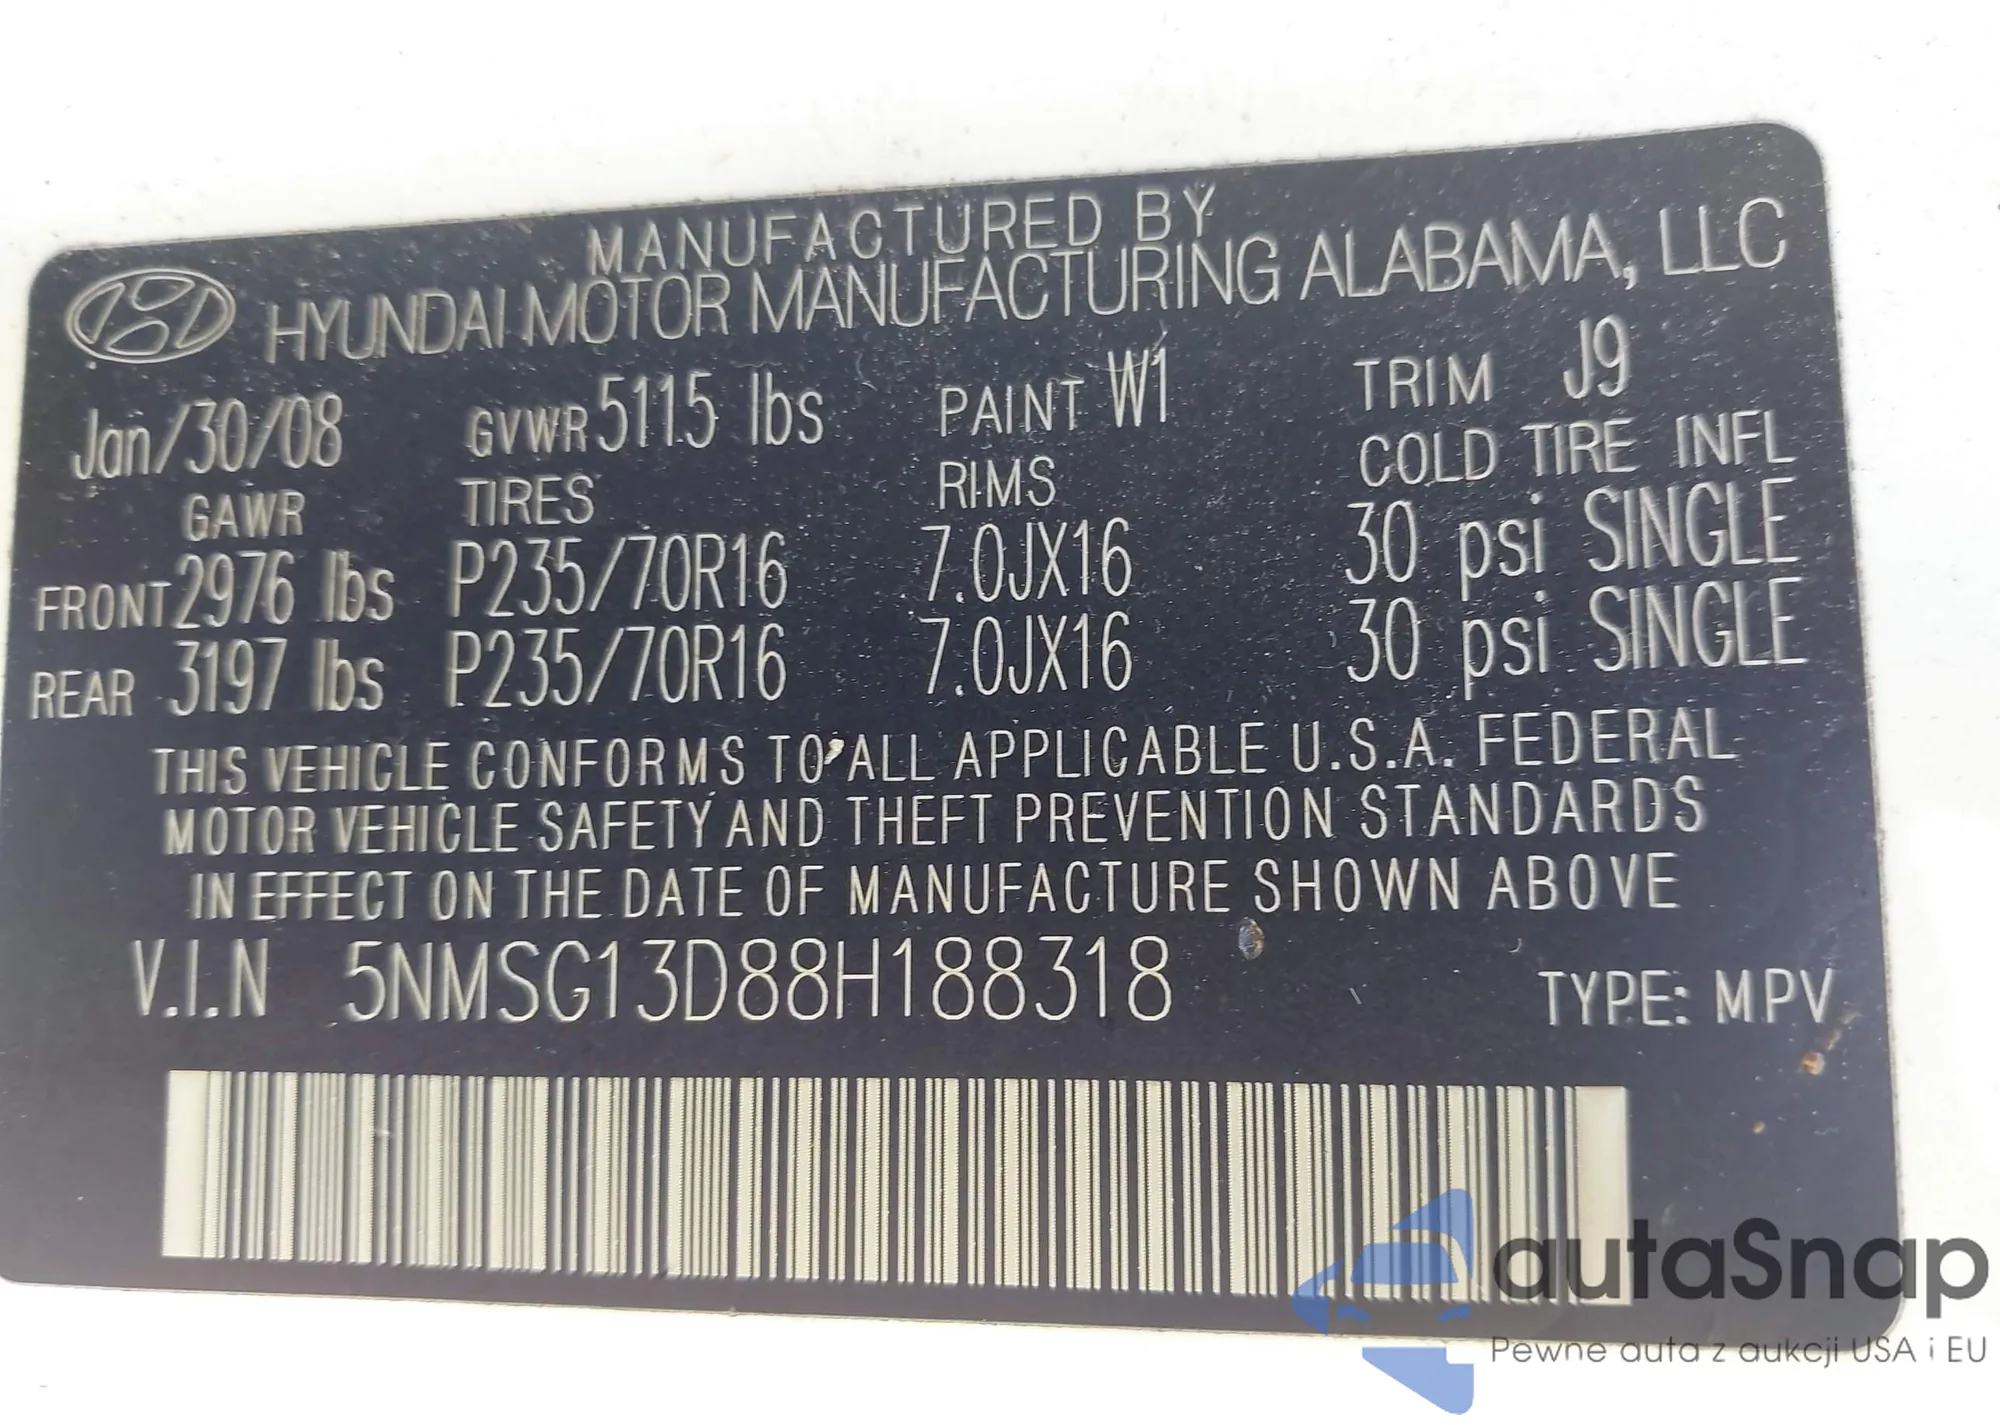 MANUFACTURED BY
HYUNDAI MOTOR MANUFACTURING ALABAMA, LLC
Jan/30/08 GVWR 5115 lbs PAINT W1 TRIM J9
GAWR TIRES RIMS COLD TIRE INFL
FRONT 2976 lbs P235/70R16 7.0JX16 30 psi SINGLE
REAR 3197 lbs P235/70R16 7.0JX16 30 psi SINGLE
THIS VEHICLE CONFORMS TO ALL APPLICABLE U.S.A. FEDERAL
MOTOR VEHICLE SAFETY AND THEFT PREVENTION STANDARDS
IN EFFECT ON THE DATE OF MANUFACTURE SHOWN ABOVE
V.I.N 5NMSG13D88H188318 TYPE: MPV
autaSnap
Pewne auta z aukcji USA i EU